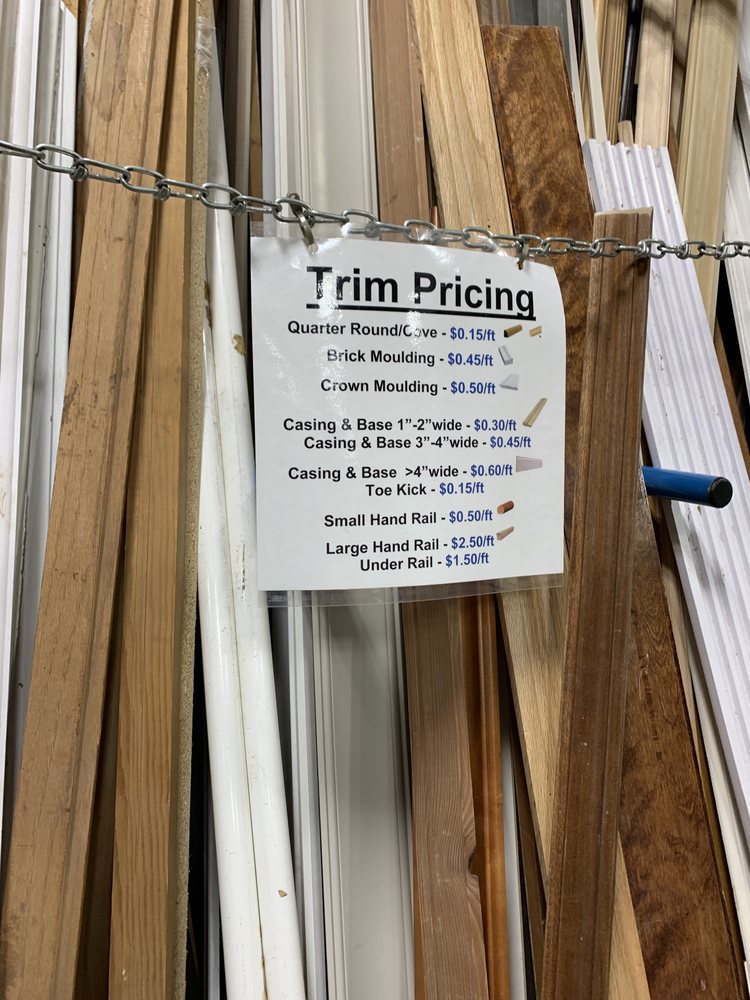 Trim Pricing
Quarter Round/Cove - $0.15/ft
Brick Moulding - $0.45/ft
Crown Moulding - $0.50/ft
Casing & Base 1”-2”wide - $0.30/ft
Casing & Base 3”-4”wide - $0.45/ft
Casing & Base >4”wide - $0.60/ft
Toe Kick - $0.15/ft
Small Hand Rail - $0.50/ft
Large Hand Rail - $2.50/ft
Under Rail - $1.50/ft